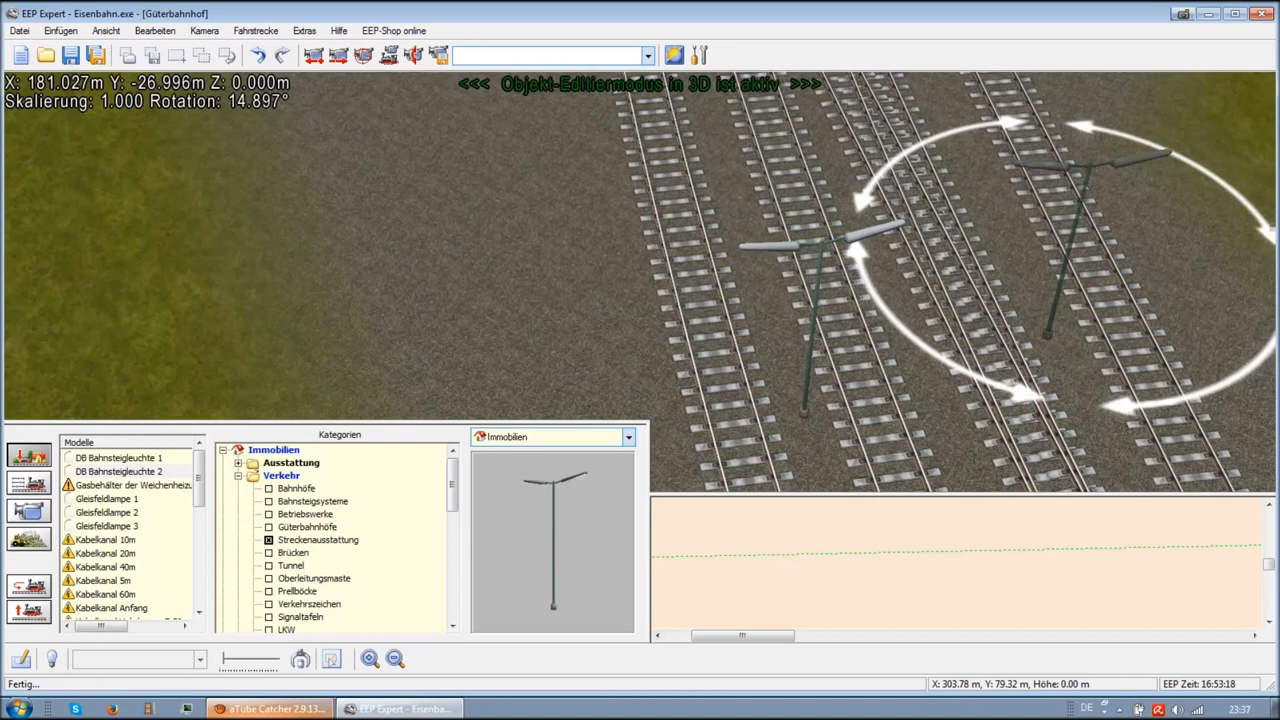 EEP Expert - Eisenbahn.exe - [Güterbahnhof]
Datei Einfügen Ansicht Bearbeiten Kamera Fahrstrecke Extras Hilfe EEP-Shop online
X: 181.027m Y: -26.996m Z: 0.000m
Skalierung: 1.000 Rotation: 14.897°
<<< Objekt-Editiermodus in 3D ist aktiv >>>
Modelle
DB Bahnsteigleuchte 1
DB Bahnsteigleuchte 2
Gasbehälter der Weichenheizu
Gleisfeldlampe 1
Gleisfeldlampe 2
Gleisfeldlampe 3
Kabelkanal 10m
Kabelkanal 20m
Kabelkanal 40m
Kabelkanal 5m
Kabelkanal 60m
Kabelkanal Anfang
Kategorien
Immobilien
Ausstattung
Verkehr
Bahnhöfe
Bahnsteigsysteme
Betriebswerke
Güterbahnhöfe
Streckenausstattung
Brücken
Tunnel
Oberleitungsmaste
Prellböcke
Verkehrszeichen
Signaltafeln
LKW
Immobilien
Fertig...
X: 303.78 m, Y: 79.32 m, Höhe: 0.00 m
EEP Zeit: 16:53:18
aTube Catcher 2.9.13...
EEP Expert - Eisenba...
DE
23:37